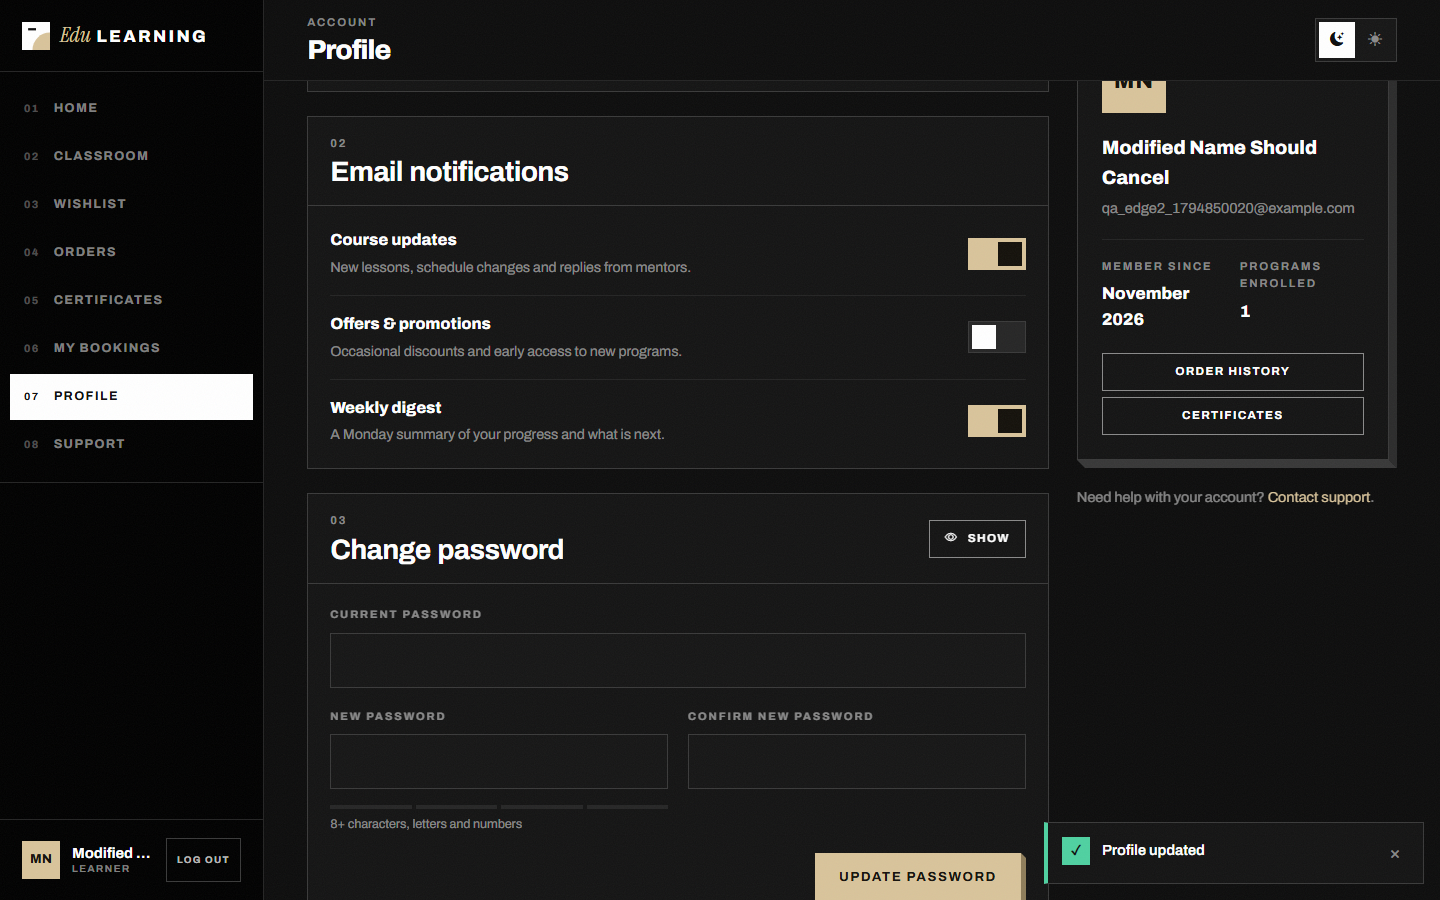 Edu LEARNING
01 HOME
02 CLASSROOM
03 WISHLIST
04 ORDERS
05 CERTIFICATES
06 MY BOOKINGS
07 PROFILE
08 SUPPORT
MN
Modified ...
LEARNER
LOG OUT
ACCOUNT
Profile
02
Email notifications
Course updates
New lessons, schedule changes and replies from mentors.
Offers & promotions
Occasional discounts and early access to new programs.
Weekly digest
A Monday summary of your progress and what is next.
03
Change password
SHOW
CURRENT PASSWORD
NEW PASSWORD
CONFIRM NEW PASSWORD
8+ characters, letters and numbers
UPDATE PASSWORD
MN
Modified Name Should
Cancel
qa_edge2_1794850020@example.com
MEMBER SINCE
November
2026
PROGRAMS
ENROLLED
1
ORDER HISTORY
CERTIFICATES
Need help with your account? Contact support.
✓ Profile updated ×